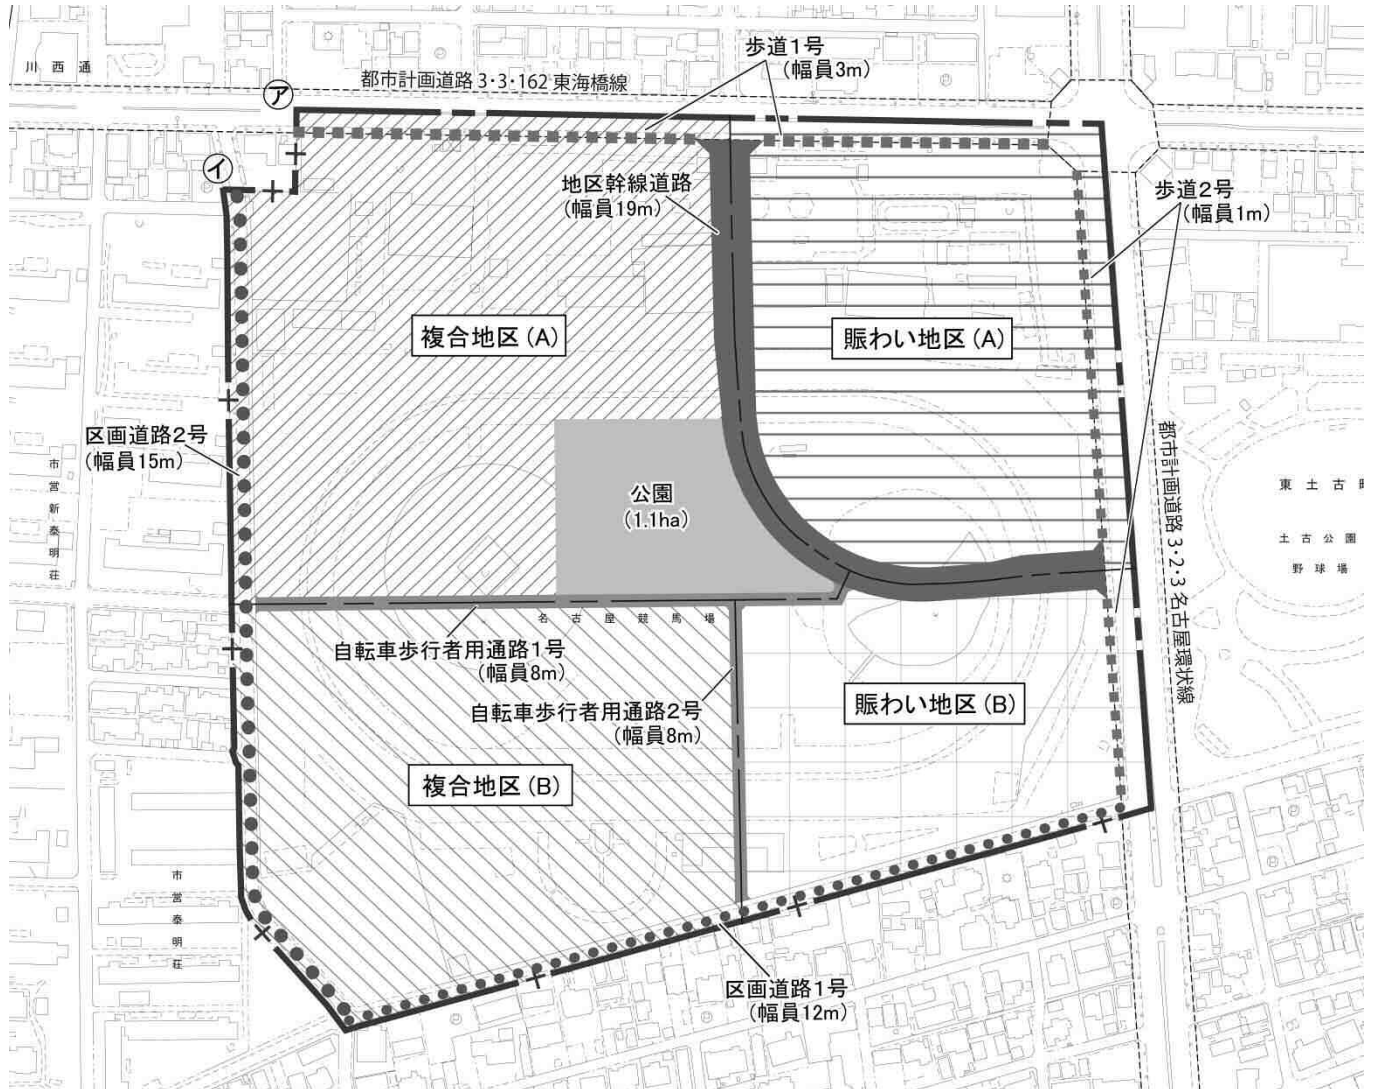 歩道1号
(幅員3m)
川西通
都市計画道路 3・3・162 東海橋線
ア
イ
地区幹線道路
(幅員19m)
歩道2号
(幅員1m)
複合地区(A)
賑わい地区(A)
区画道路2号
(幅員15m)
市営新泰明荘
公園
(1.1ha)
都市計画道路 3・2・3 名古屋環状線
東土古町
土古公園
野球場
名古屋競馬場
自転車歩行者用通路1号
(幅員8m)
自転車歩行者用通路2号
(幅員8m)
賑わい地区(B)
複合地区(B)
市営泰明荘
区画道路1号
(幅員12m)